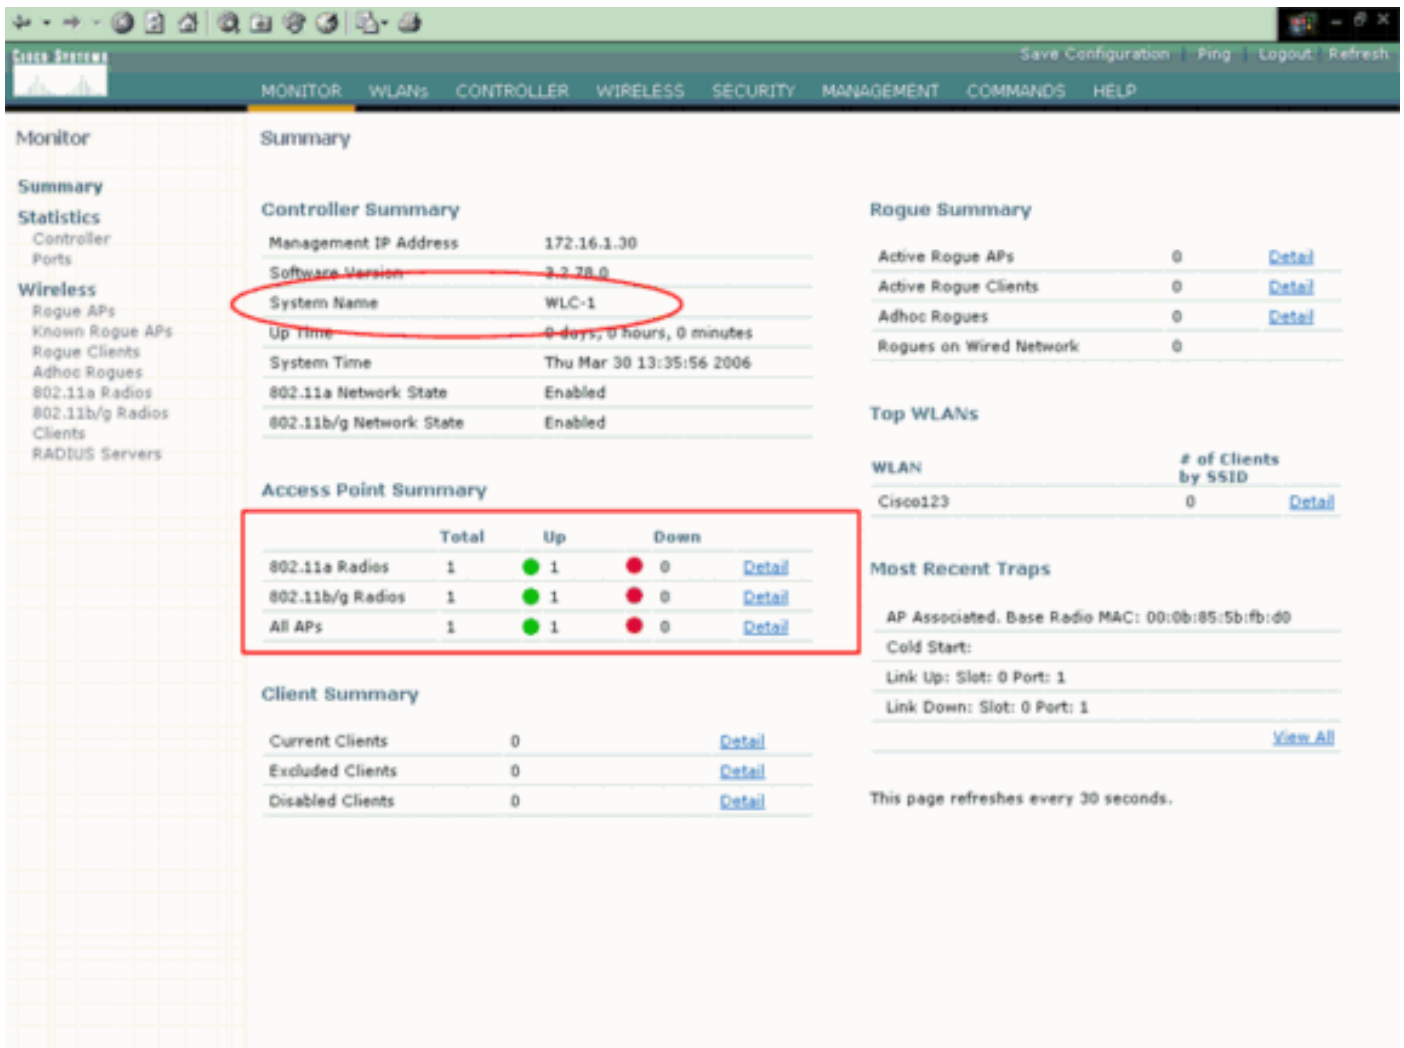 Cisco Systems
Save Configuration | Ping | Logout | Refresh
MONITOR WLANs CONTROLLER WIRELESS SECURITY MANAGEMENT COMMANDS HELP
Monitor
Summary
Statistics
Controller
Ports
Wireless
Rogue APs
Known Rogue APs
Rogue Clients
Adhoc Rogues
802.11a Radios
802.11b/g Radios
Clients
RADIUS Servers
Summary
Controller Summary
Management IP Address 172.16.1.30
Software Version 3.2.78.0
System Name WLC-1
Up Time 0 days, 0 hours, 0 minutes
System Time Thu Mar 30 13:35:56 2006
802.11a Network State Enabled
802.11b/g Network State Enabled
Access Point Summary
Total Up Down
802.11a Radios 1 1 0 Detail
802.11b/g Radios 1 1 0 Detail
All APs 1 1 0 Detail
Client Summary
Current Clients 0 Detail
Excluded Clients 0 Detail
Disabled Clients 0 Detail
Rogue Summary
Active Rogue APs 0 Detail
Active Rogue Clients 0 Detail
Adhoc Rogues 0 Detail
Rogues on Wired Network 0
Top WLANs
WLAN # of Clients by SSID
Cisco123 0 Detail
Most Recent Traps
AP Associated. Base Radio MAC: 00:0b:85:5b:fb:d0
Cold Start:
Link Up: Slot: 0 Port: 1
Link Down: Slot: 0 Port: 1
View All
This page refreshes every 30 seconds.